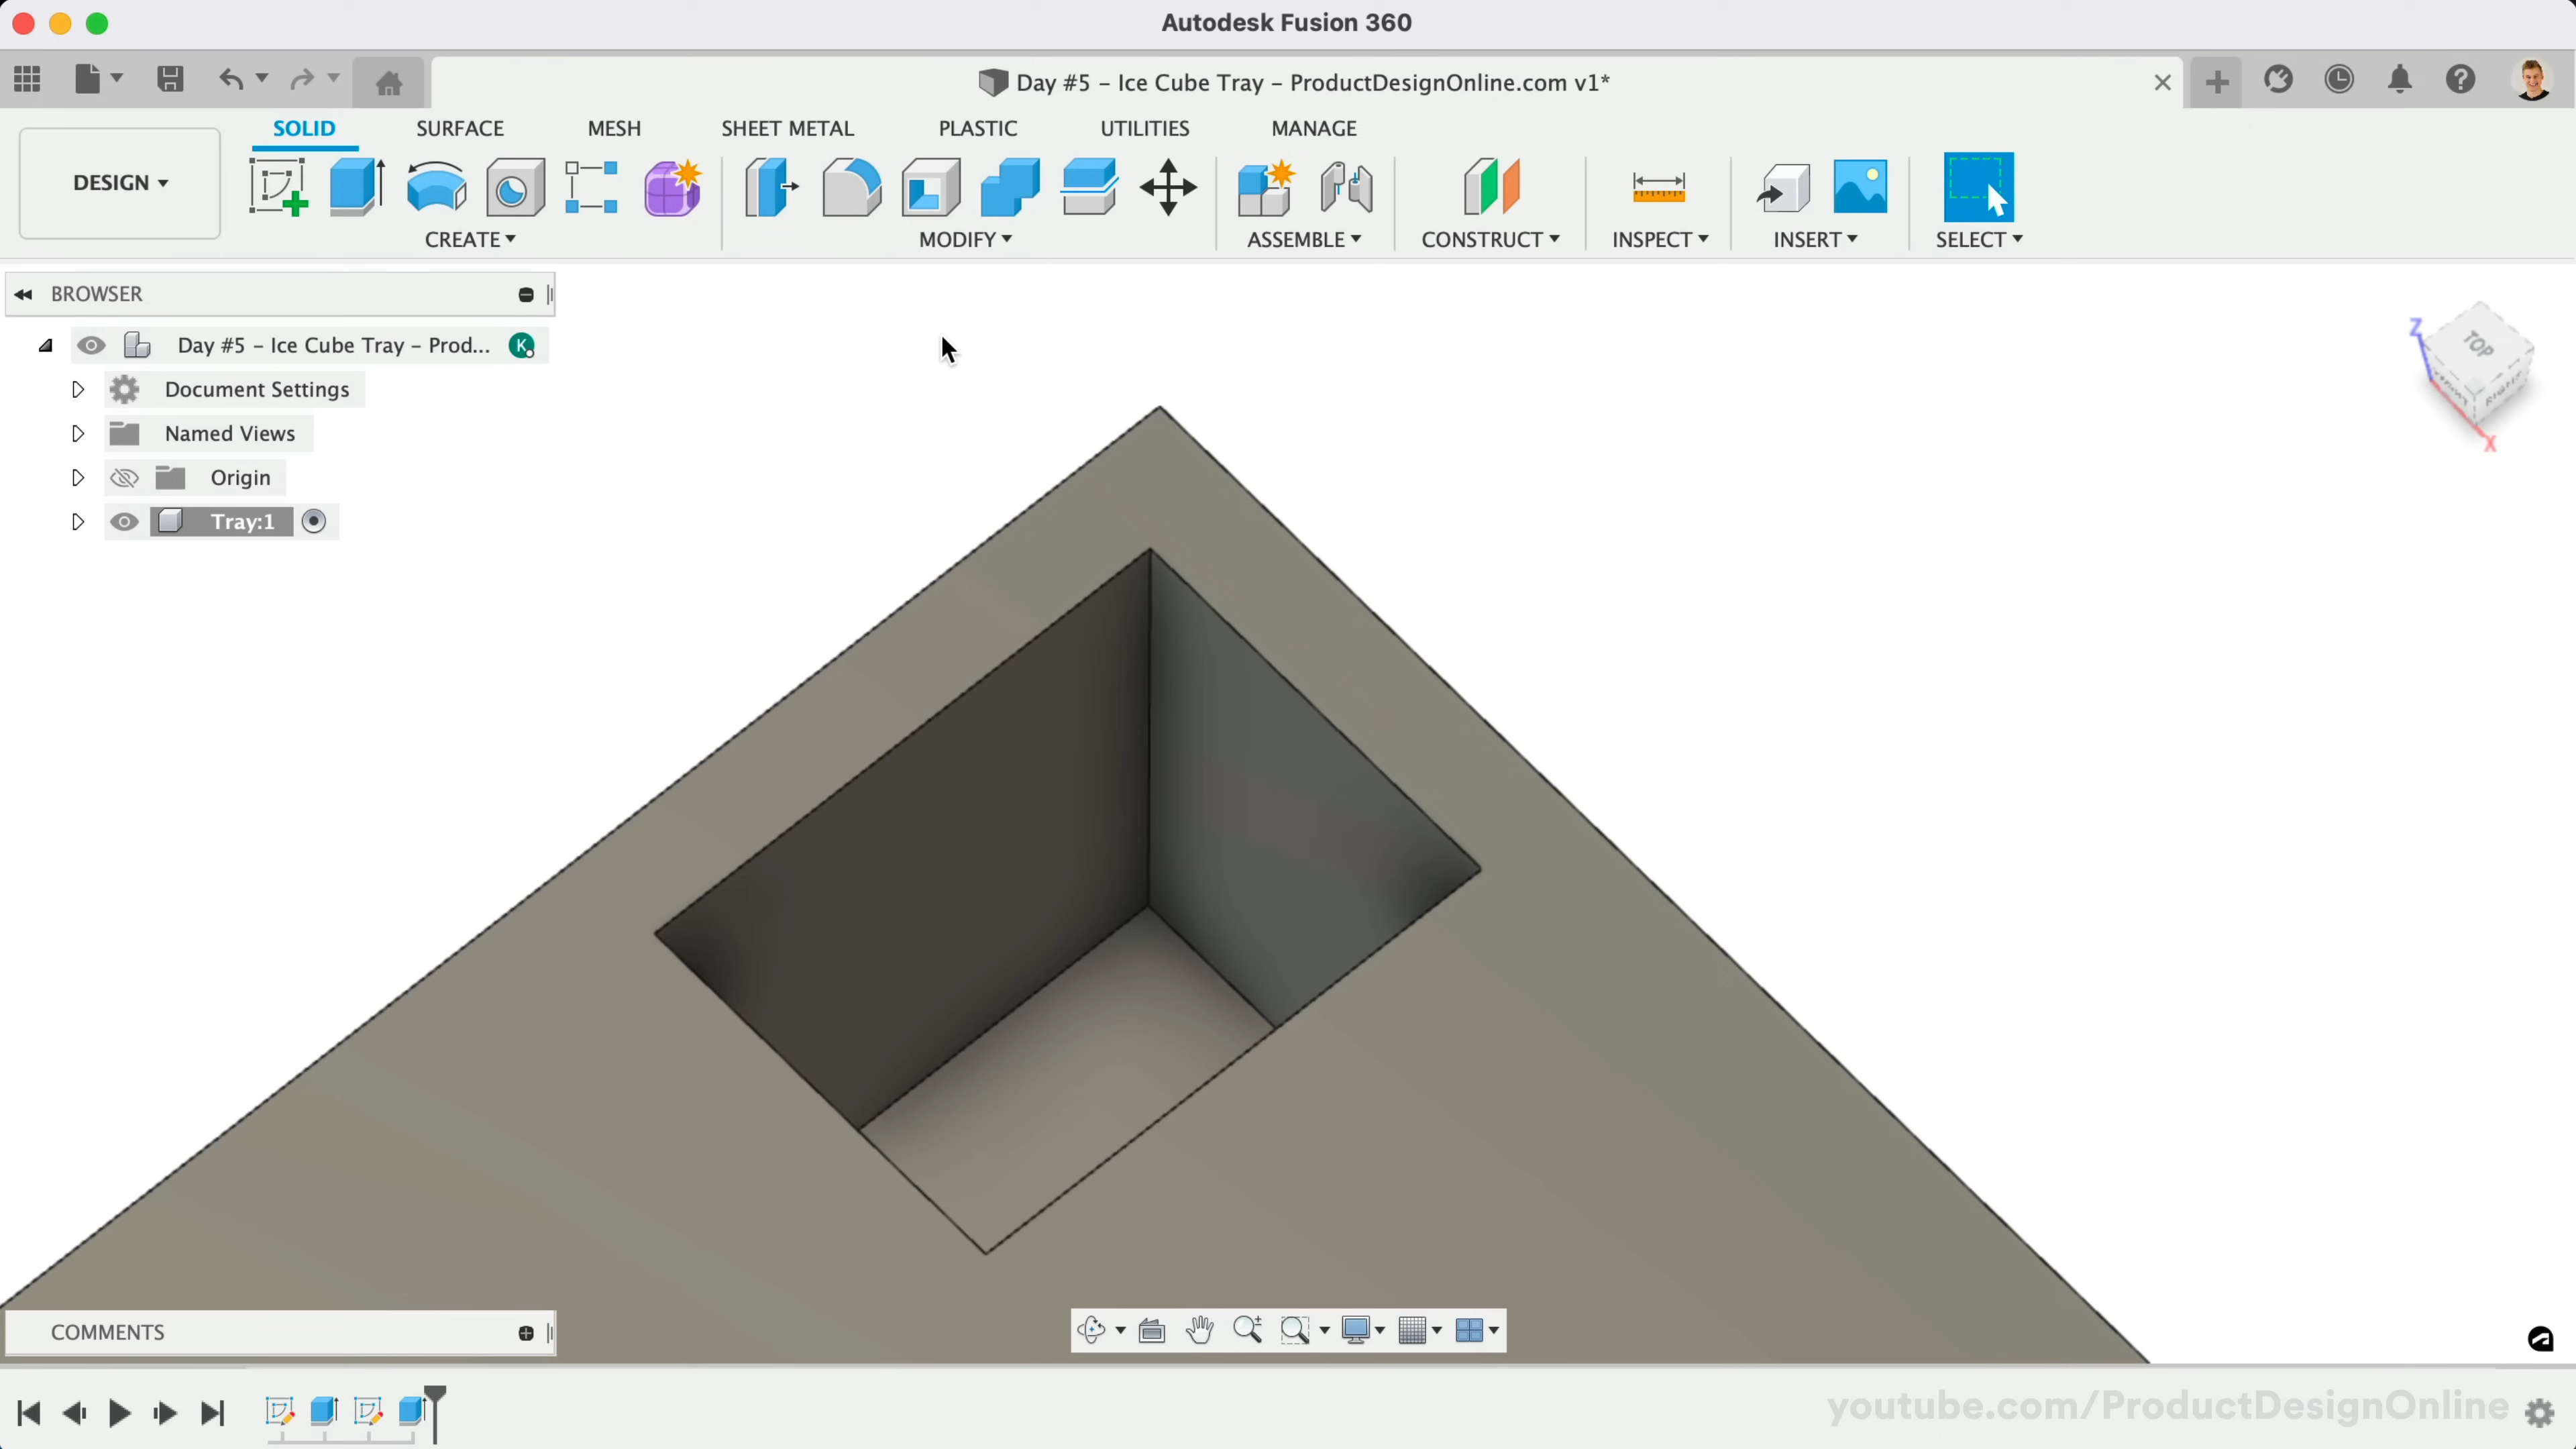 Autodesk Fusion 360
Day #5 – Ice Cube Tray – ProductDesignOnline.com v1*
SOLID SURFACE MESH SHEET METAL PLASTIC UTILITIES MANAGE
DESIGN
CREATE MODIFY ASSEMBLE CONSTRUCT INSPECT INSERT SELECT
BROWSER
Day #5 – Ice Cube Tray – Prod... K
Document Settings
Named Views
Origin
Tray:1
Z
TOP
FRONT RIGHT
X
COMMENTS
youtube.com/ProductDesignOnline